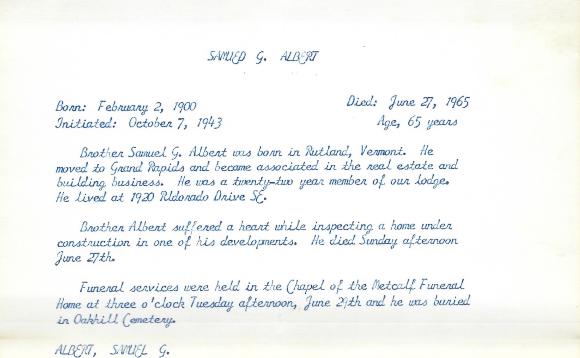 SAMUED G. ALBERT
Born: February 2, 1900
Died: June 27, 1965
Initiated: October 7, 1943
Age, 65 years
Brother Samuel G. Albert was born in Rutland, Vermont. He
moved to Grand Rapids and became associated in the real estate and
building business. He was a twenty-two year member of our lodge.
He lived at 1920 Rldorado Drive SE.
Brother Albert suffered a heart while inspecting a home under
construction in one of his developments. He died Sunday afternoon
June 27th.
Funeral services were held in the Chapel of the Metcalf Funeral
Home at three o'clock Tuesday afternoon, June 29th and he was buried
in Oakhill Cemetery.
ALBERT, SAMUEL G.